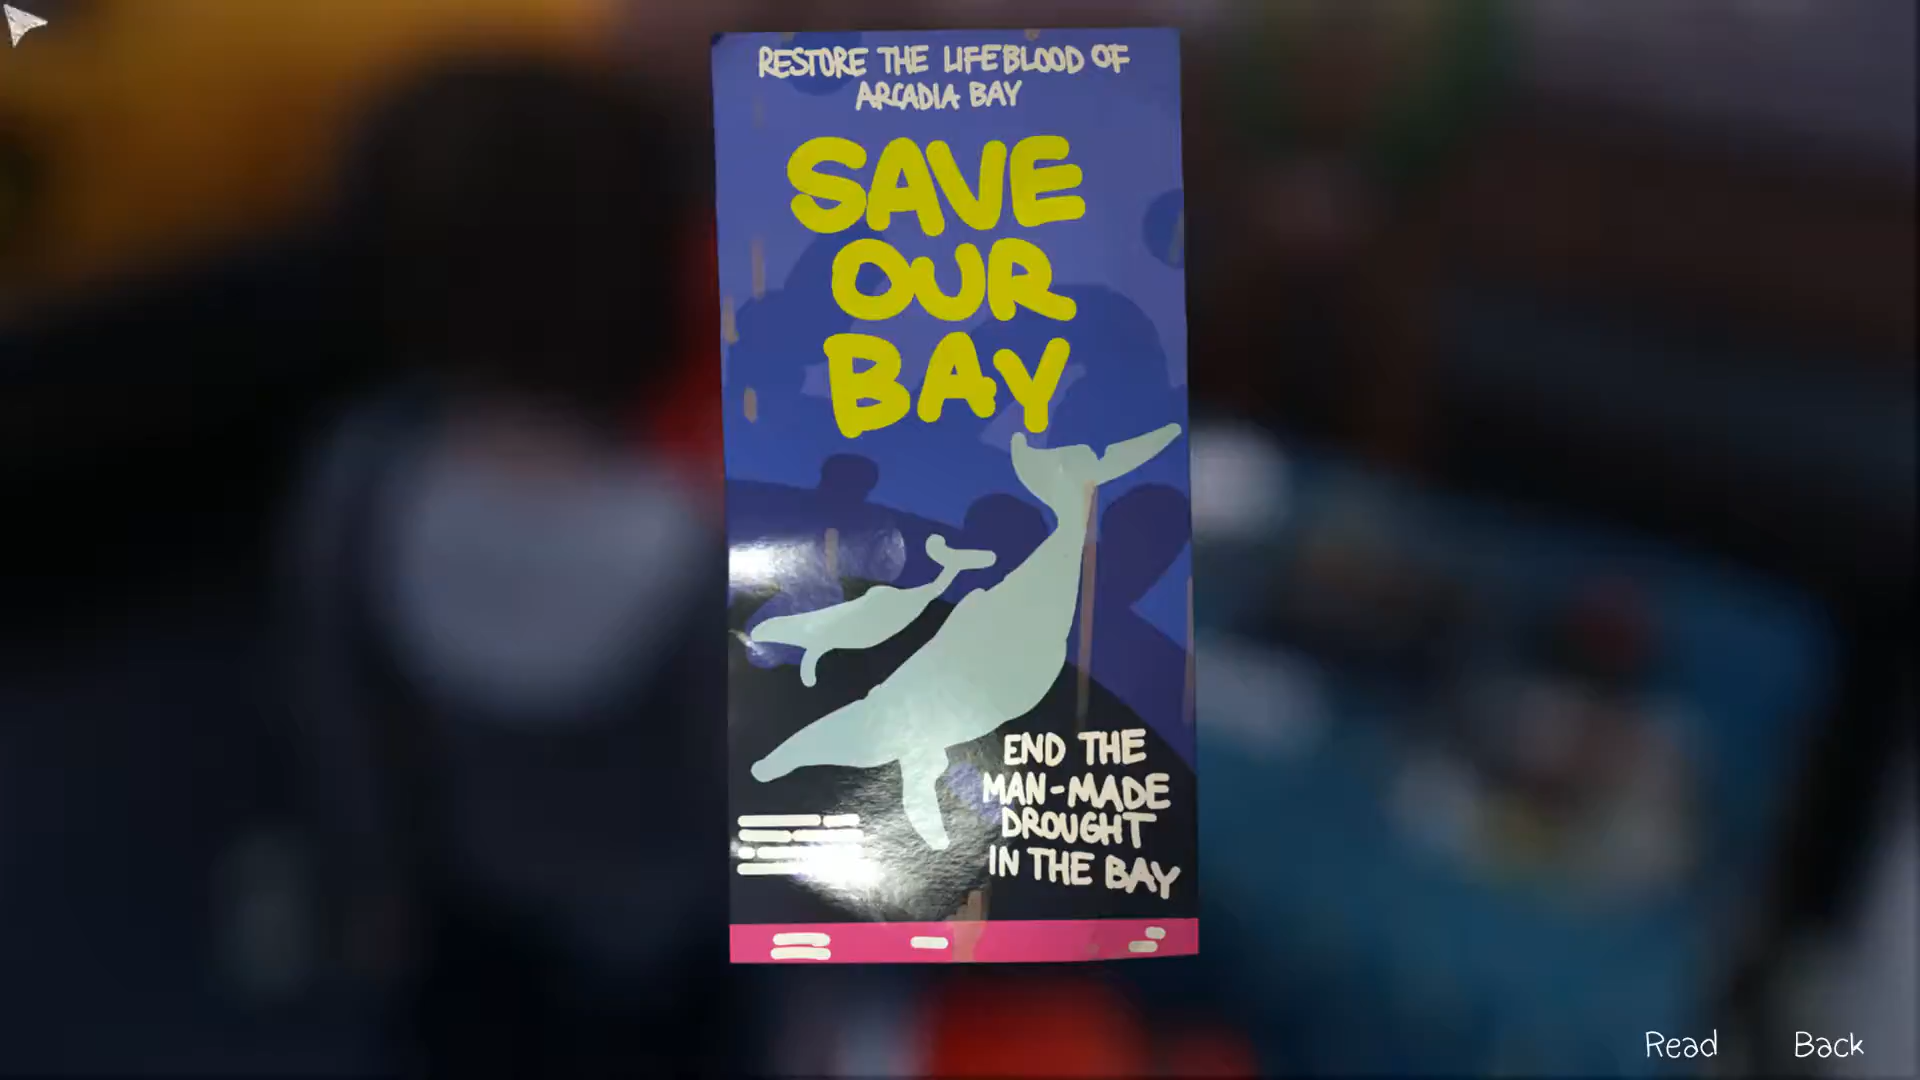 RESTORE THE LIFEBLOOD OF
ARCADIA BAY
SAVE
OUR
BAY
END THE
MAN-MADE
DROUGHT
IN THE BAY
Read Back